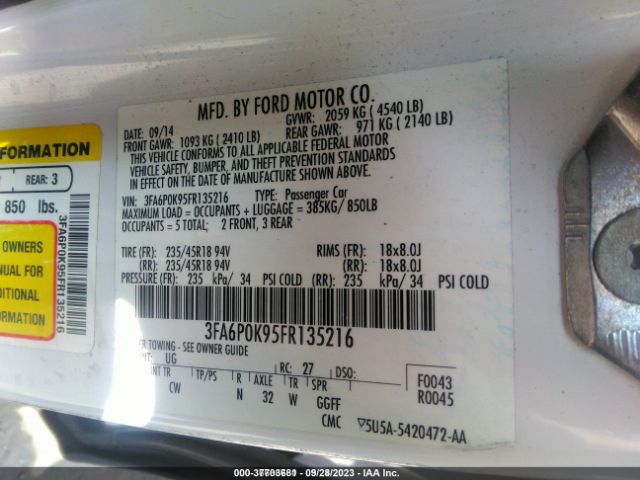 MFD. BY FORD MOTOR CO.
DATE: 09/14 GVWR: 2059 KG (4540 LB)
FRONT GAWR: 1093 KG (2410 LB) REAR GAWR: 971 KG (2140 LB)
THIS VEHICLE CONFORMS TO ALL APPLICABLE FEDERAL MOTOR
VEHICLE SAFETY, BUMPER, AND THEFT PREVENTION STANDARDS
IN EFFECT ON THE DATE OF MANUFACTURE SHOWN ABOVE.
VIN: 3FA6P0K95FR135216 TYPE: Passenger Car
MAXIMUM LOAD = OCCUPANTS + LUGGAGE = 385KG/ 850LB
OCCUPANTS = 5 TOTAL; 2 FRONT, 3 REAR
TIRE (FR): 235/45R18 94V RIMS (FR): 18x8.0J
(RR): 235/45R18 94V (RR): 18x8.0J
PRESSURE (FR): 235 kPa/ 34 PSI COLD (RR): 235 kPa/ 34 PSI COLD
3FA6P0K95FR135216
TOWING - SEE OWNER GUIDE
UG RC: 27 DSO: F0043
INT TR TP/PS R AXLE TR SPR R0045
CW N 32 W GGFF
CMC ▽5U5A-5420472-AA
FORMATION
REAR: 3
850 lbs.
OWNERS
NUAL FOR
DITIONAL
ORMATION
3FA6P0K95FR135216
000-37703681 - 09/28/2023 - IAA Inc.